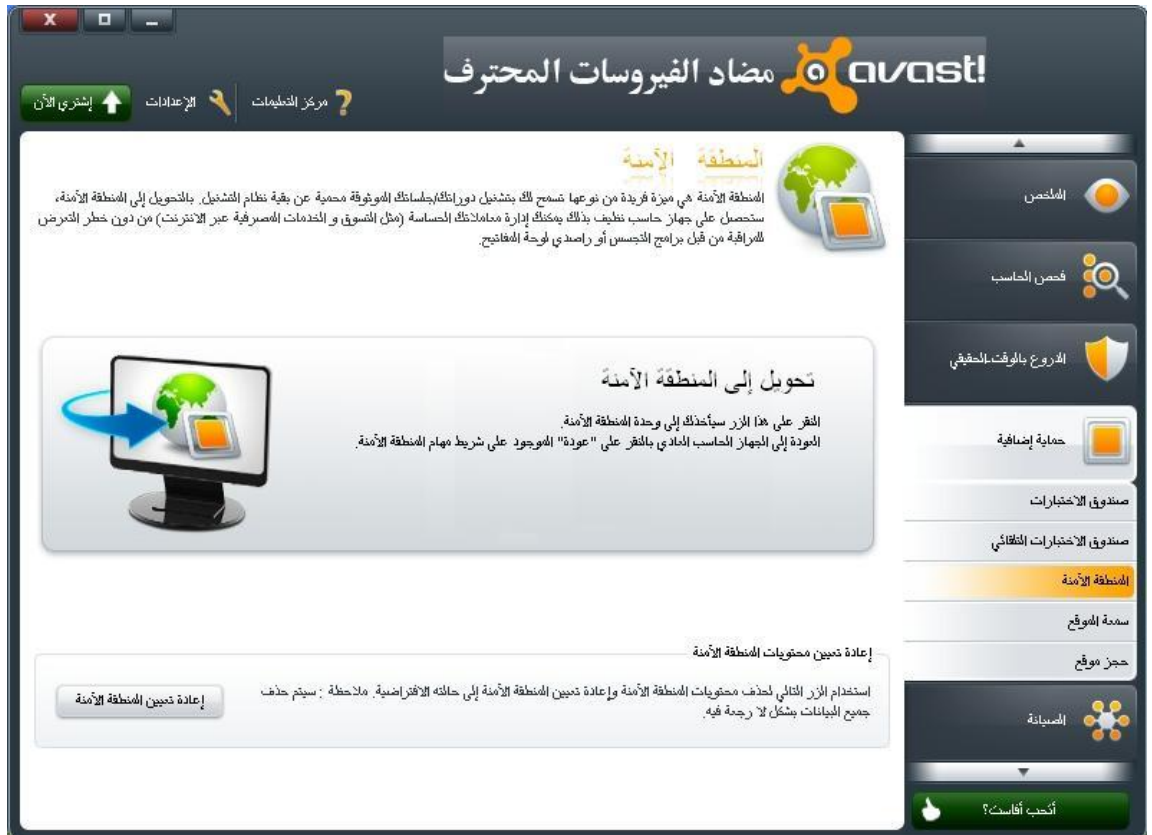 avast! مضاد الفيروسات المحترف
مركز التعليمات
الإعدادات
إشتري الآن
الملخص
فحص الحاسب
الدروع بالوقت-الحقيقي
حماية إضافية
صندوق الاختبارات
صندوق الاختبارات التلقائي
المنطقة الآمنة
سمعة الموقع
حجز موقع
الصيانة
أتحب أفاست؟
المنطقة الآمنة
المنطقة الآمنة هي ميزة فريدة من نوعها تسمح لك بتشغيل دوراتك/جلساتك الموثوقة محمية عن بقية نظام التشغيل. بالتحويل إلى المنطقة الآمنة،
ستحصل على جهاز حاسب نظيف بذلك يمكنك إدارة معاملاتك الحساسة (مثل التسوق و الخدمات المصرفية عبر الانترنت) من دون خطر التعرض
للمراقبة من قبل برامج التجسس أو راصدي لوحة المفاتيح.
تحويل إلى المنطقة الآمنة
النقر على هذا الزر سيأخذك إلى وحدة المنطقة الآمنة.
العودة إلى الجهاز الحاسب العادي بالنقر على "عودة" الموجود على شريط مهام المنطقة الآمنة.
إعادة تعيين محتويات المنطقة الآمنة
استخدام الزر التالي لحذف محتويات المنطقة الآمنة وإعادة تعيين المنطقة الآمنة إلى حالته الافتراضية. ملاحظة : سيتم حذف
جميع البيانات بشكل لا رجعة فيه.
إعادة تعيين المنطقة الآمنة